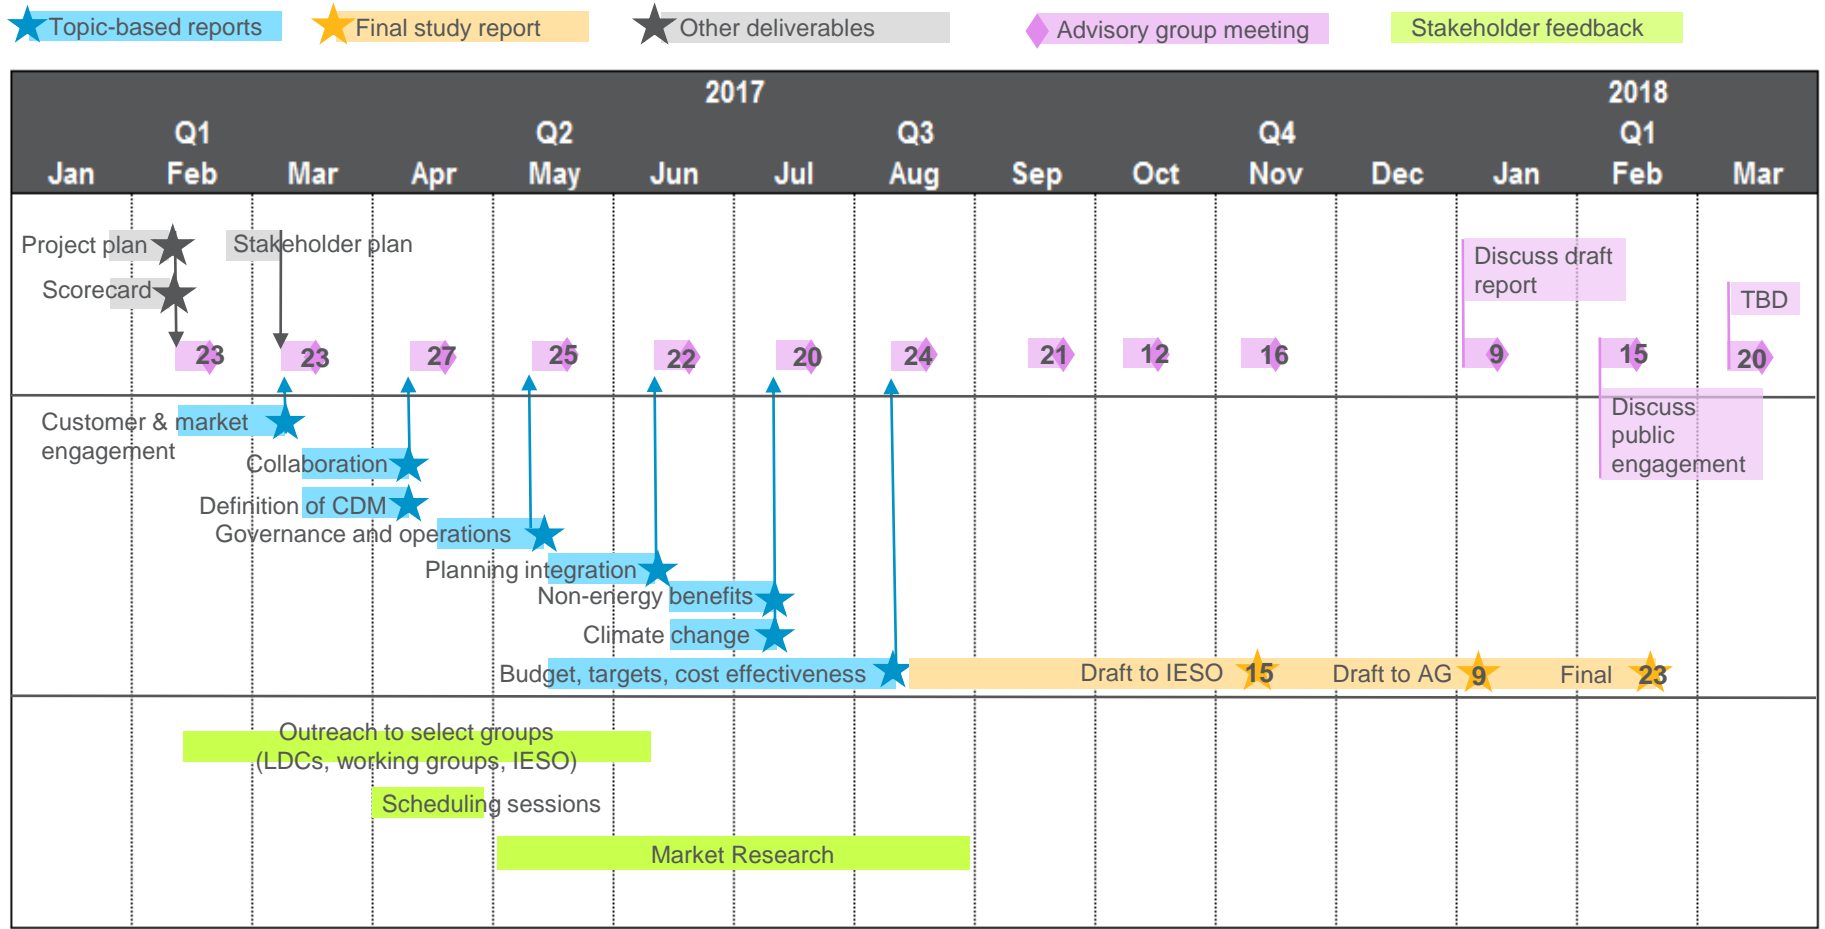 Topic-based reports Final study report Other deliverables Advisory group meeting Stakeholder feedback
2017 2018
Q1 Q2 Q3 Q4 Q1
Jan Feb Mar Apr May Jun Jul Aug Sep Oct Nov Dec Jan Feb Mar
Project plan Stakeholder plan
Scorecard
Discuss draft
report
TBD
23 23 27 25 22 20 24 21 12 16 9 15 20
Customer & market
engagement
Discuss
public
engagement
Collaboration
Definition of CDM
Governance and operations
Planning integration
Non-energy benefits
Climate change
Budget, targets, cost effectiveness Draft to IESO 15 Draft to AG 9 Final 23
Outreach to select groups
(LDCs, working groups, IESO)
Scheduling sessions
Market Research